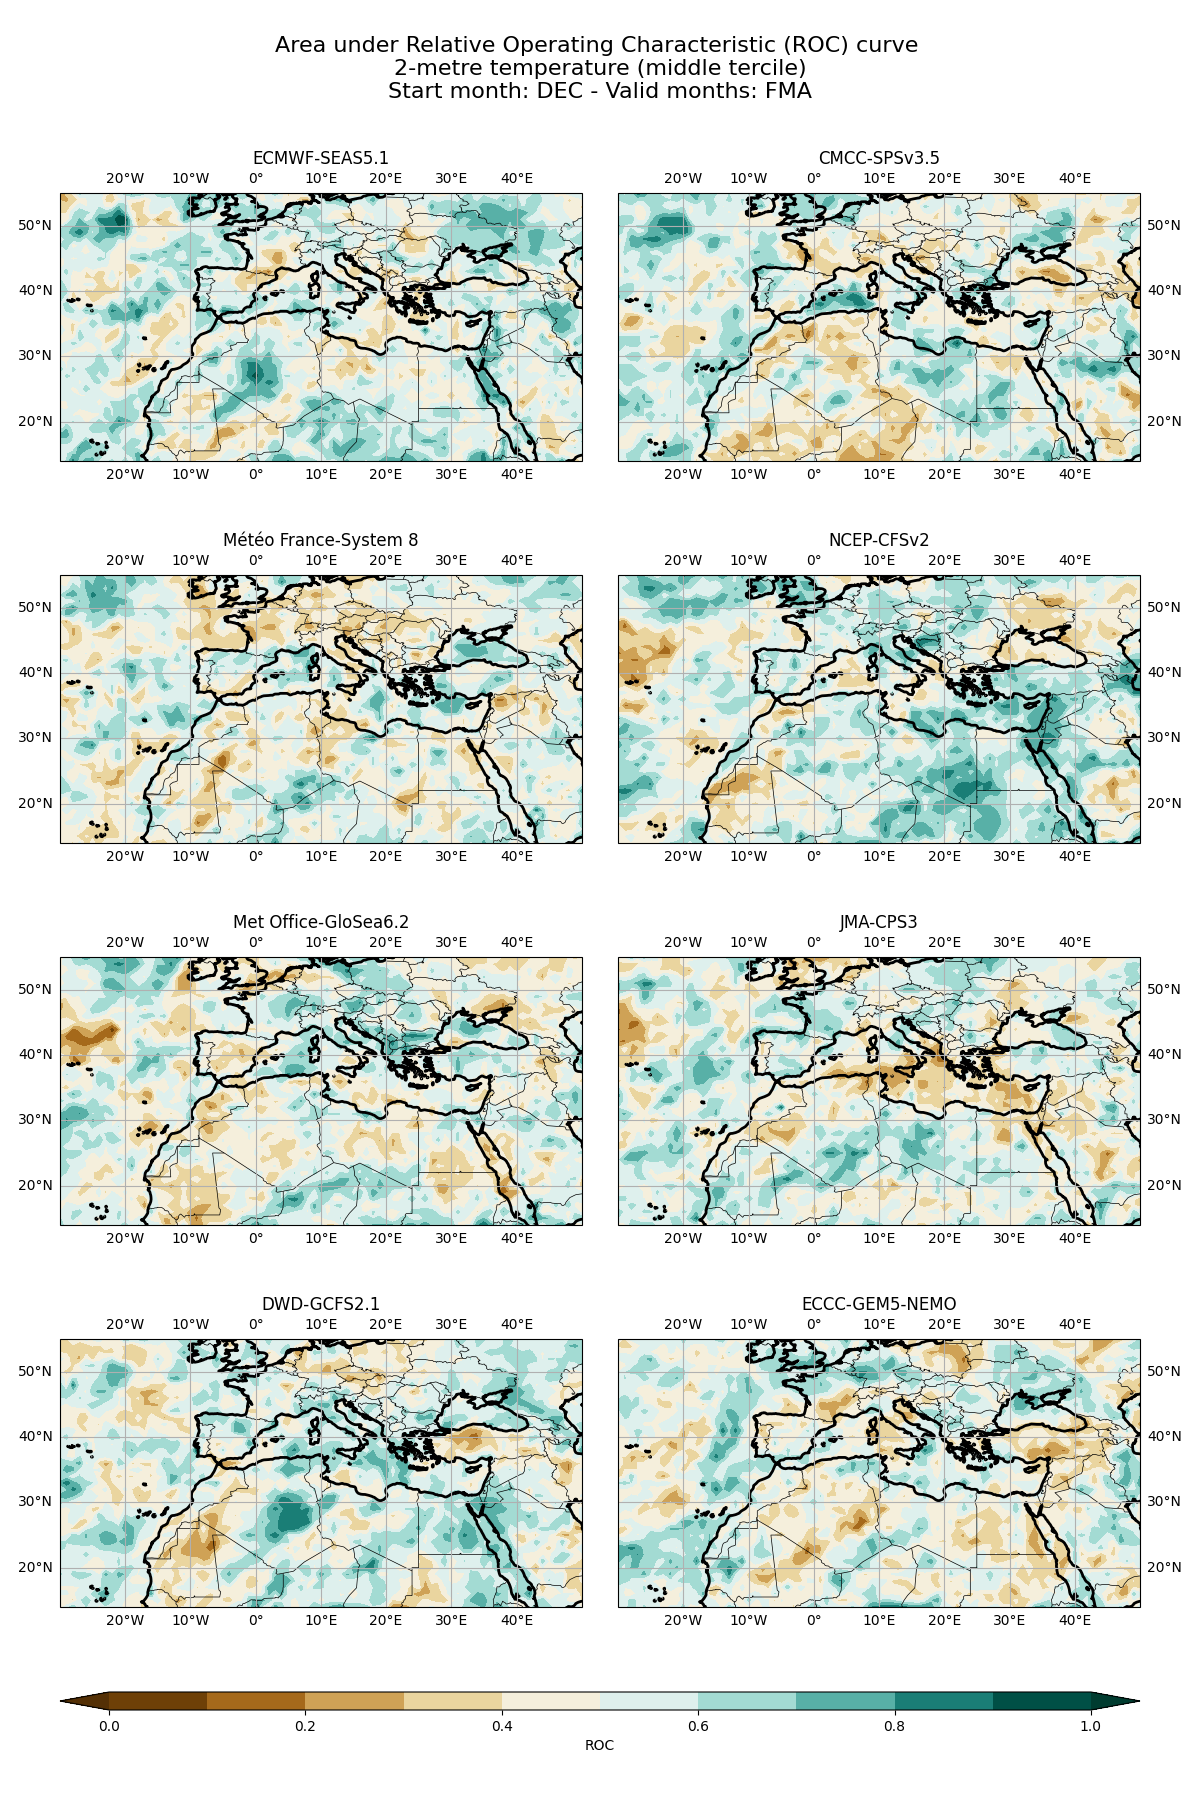 Area under Relative Operating Characteristic (ROC) curve
2-metre temperature (middle tercile)
Start month: DEC - Valid months: FMA
ECMWF-SEAS5.1
20°W 10°W 0° 10°E 20°E 30°E 40°E
50°N
40°N
30°N
20°N
20°W 10°W 0° 10°E 20°E 30°E 40°E
CMCC-SPSv3.5
20°W 10°W 0° 10°E 20°E 30°E 40°E
50°N
40°N
30°N
20°N
20°W 10°W 0° 10°E 20°E 30°E 40°E
Météo France-System 8
20°W 10°W 0° 10°E 20°E 30°E 40°E
50°N
40°N
30°N
20°N
20°W 10°W 0° 10°E 20°E 30°E 40°E
NCEP-CFSv2
20°W 10°W 0° 10°E 20°E 30°E 40°E
50°N
40°N
30°N
20°N
20°W 10°W 0° 10°E 20°E 30°E 40°E
Met Office-GloSea6.2
20°W 10°W 0° 10°E 20°E 30°E 40°E
50°N
40°N
30°N
20°N
20°W 10°W 0° 10°E 20°E 30°E 40°E
JMA-CPS3
20°W 10°W 0° 10°E 20°E 30°E 40°E
50°N
40°N
30°N
20°N
20°W 10°W 0° 10°E 20°E 30°E 40°E
DWD-GCFS2.1
20°W 10°W 0° 10°E 20°E 30°E 40°E
50°N
40°N
30°N
20°N
20°W 10°W 0° 10°E 20°E 30°E 40°E
ECCC-GEM5-NEMO
20°W 10°W 0° 10°E 20°E 30°E 40°E
50°N
40°N
30°N
20°N
20°W 10°W 0° 10°E 20°E 30°E 40°E
0.0 0.2 0.4 0.6 0.8 1.0
ROC